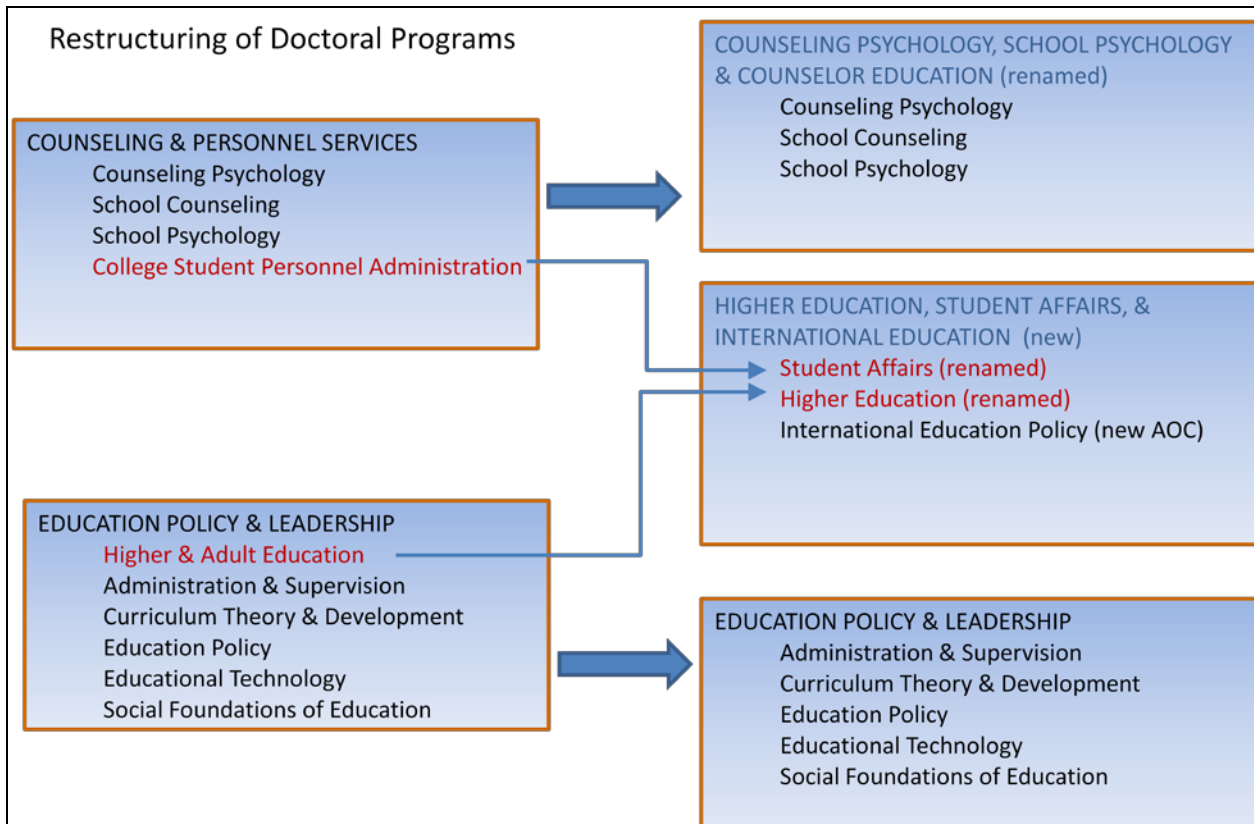 Restructuring of Doctoral Programs
COUNSELING & PERSONNEL SERVICES
Counseling Psychology
School Counseling
School Psychology
College Student Personnel Administration
EDUCATION POLICY & LEADERSHIP
Higher & Adult Education
Administration & Supervision
Curriculum Theory & Development
Education Policy
Educational Technology
Social Foundations of Education
COUNSELING PSYCHOLOGY, SCHOOL PSYCHOLOGY
& COUNSELOR EDUCATION (renamed)
Counseling Psychology
School Counseling
School Psychology
HIGHER EDUCATION, STUDENT AFFAIRS, &
INTERNATIONAL EDUCATION (new)
Student Affairs (renamed)
Higher Education (renamed)
International Education Policy (new AOC)
EDUCATION POLICY & LEADERSHIP
Administration & Supervision
Curriculum Theory & Development
Education Policy
Educational Technology
Social Foundations of Education